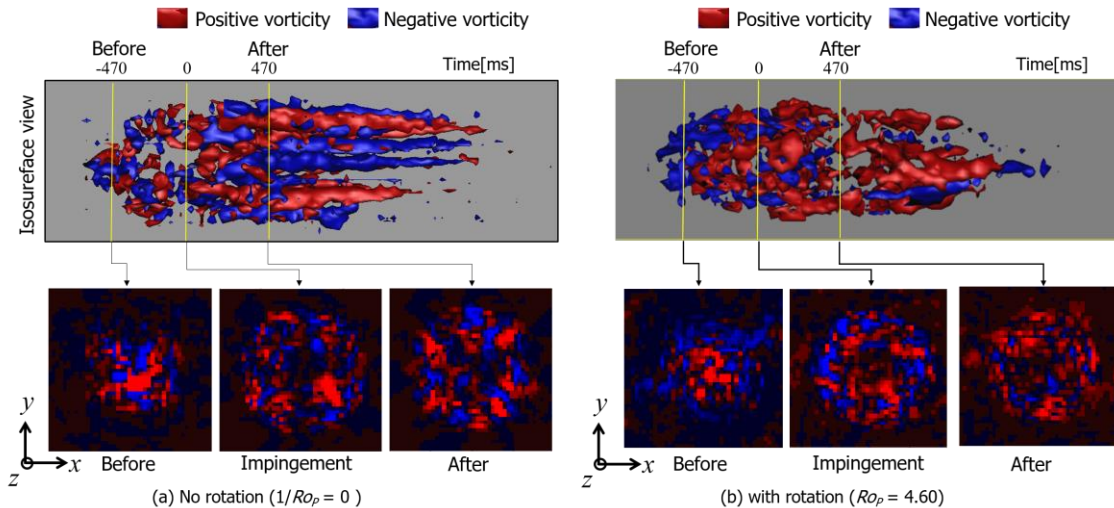 Positive vorticity Negative vorticity
Before After
-470 0 470 Time[ms]
Isosureface view
Before Impingement After
y
z x
(a) No rotation (1/Roₚ = 0 )
Positive vorticity Negative vorticity
Before After
-470 0 470 Time[ms]
Before Impingement After
y
z x
(b) with rotation (Roₚ = 4.60)